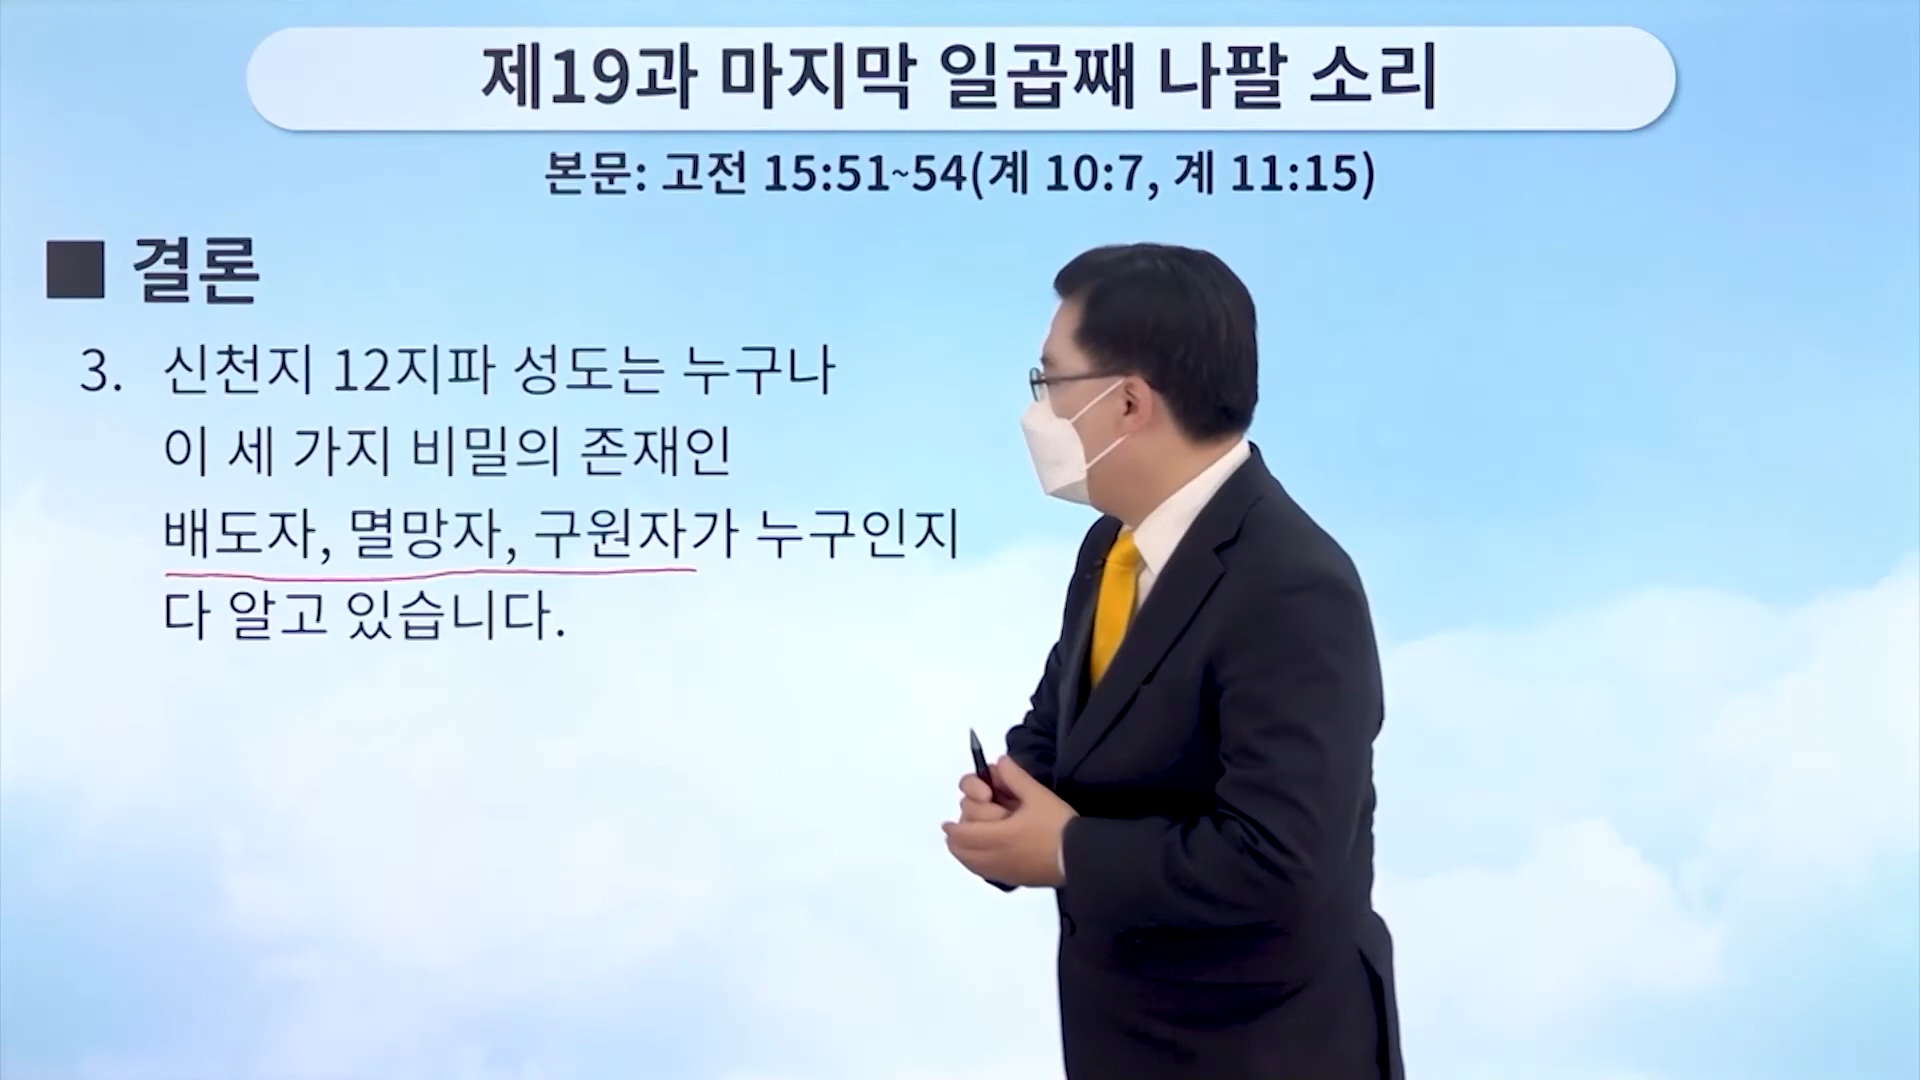 제19과 마지막 일곱째 나팔 소리
본문: 고전 15:51~54(계 10:7, 계 11:15)
■ 결론
3. 신천지 12지파 성도는 누구나
이 세 가지 비밀의 존재인
배도자, 멸망자, 구원자가 누구인지
다 알고 있습니다.